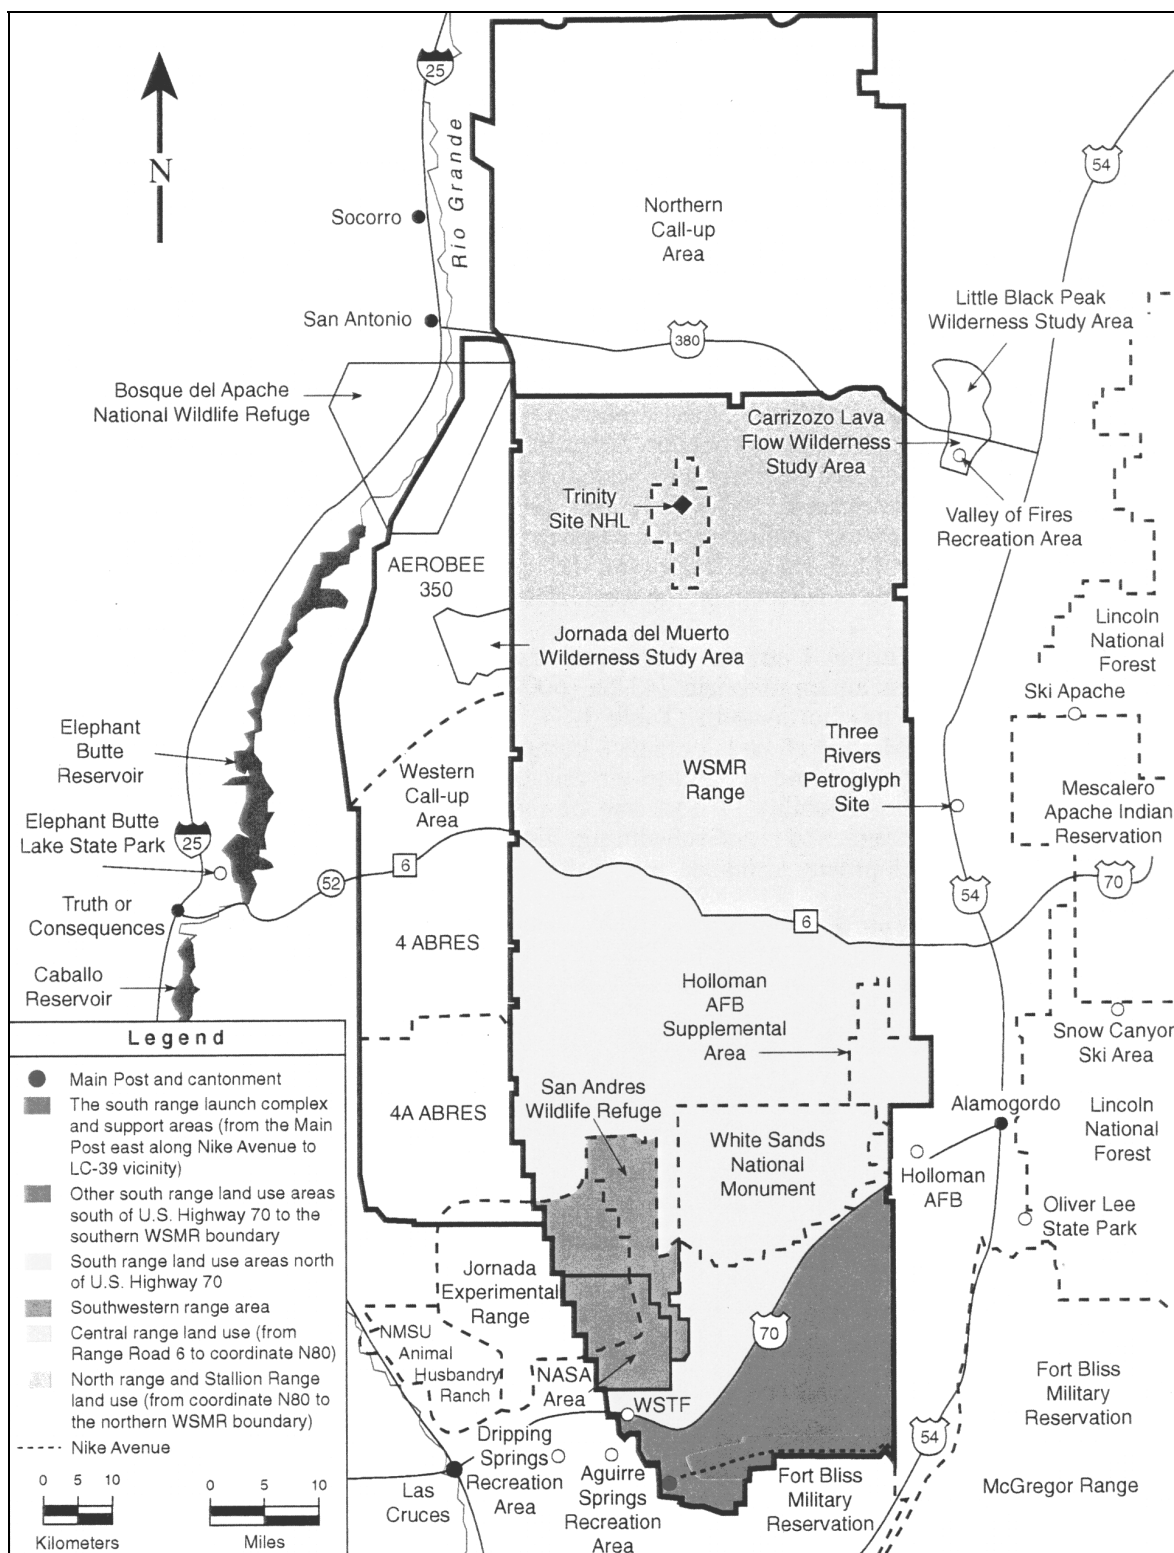 25
N
Rio Grande
Socorro
San Antonio
Northern
Call-up
Area
54
380
Little Black Peak
Wilderness Study Area
Bosque del Apache
National Wildlife Refuge
Carrizozo Lava
Flow Wilderness
Study Area
Trinity
Site NHL
Valley of Fires
Recreation Area
AEROBEE
350
Jornada del Muerto
Wilderness Study Area
Lincoln
National
Forest
Ski Apache
Elephant
Butte
Reservoir
Western
Call-up
Area
WSMR
Range
Three
Rivers
Petroglyph
Site
Mescalero
Apache Indian
Reservation
Elephant Butte
Lake State Park
25
52
6
6
54
70
Truth or
Consequences
4 ABRES
Caballo
Reservoir
Holloman
AFB
Supplemental
Area
Snow Canyon
Ski Area
San Andres
Wildlife Refuge
4A ABRES
Alamogordo
Lincoln
National
Forest
White Sands
National
Monument
Holloman
AFB
Oliver Lee
State Park
Jornada
Experimental
Range
NMSU
Animal
Husbandry
Ranch
NASA
Area
WSTF
70
Fort Bliss
Military
Reservation
54
Dripping
Springs
Recreation
Area
Aguirre
Springs
Recreation
Area
Las
Cruces
Fort Bliss
Military
Reservation
McGregor Range
Legend
Main Post and cantonment
The south range launch complex
and support areas (from the Main
Post east along Nike Avenue to
LC-39 vicinity)
Other south range land use areas
south of U.S. Highway 70 to the
southern WSMR boundary
South range land use areas north
of U.S. Highway 70
Southwestern range area
Central range land use (from
Range Road 6 to coordinate N80)
North range and Stallion Range
land use (from coordinate N80 to
the northern WSMR boundary)
Nike Avenue
0 5 10
Kilometers
0 5 10
Miles